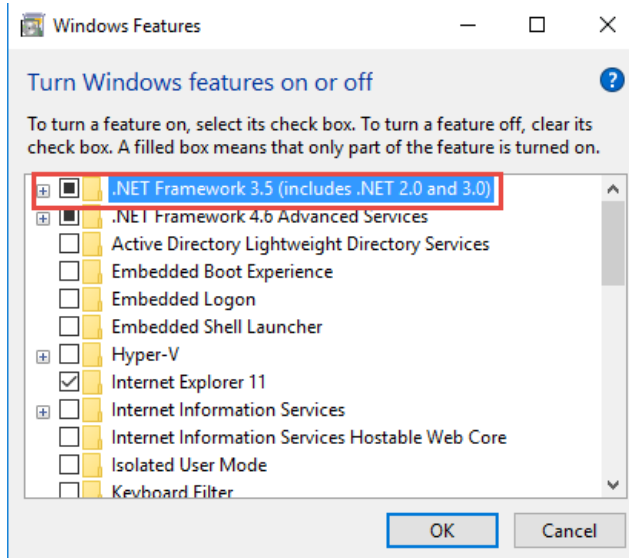 Windows Features
Turn Windows features on or off
To turn a feature on, select its check box. To turn a feature off, clear its
check box. A filled box means that only part of the feature is turned on.
.NET Framework 3.5 (includes .NET 2.0 and 3.0)
.NET Framework 4.6 Advanced Services
Active Directory Lightweight Directory Services
Embedded Boot Experience
Embedded Logon
Embedded Shell Launcher
Hyper-V
Internet Explorer 11
Internet Information Services
Internet Information Services Hostable Web Core
Isolated User Mode
Keyboard Filter
OK Cancel